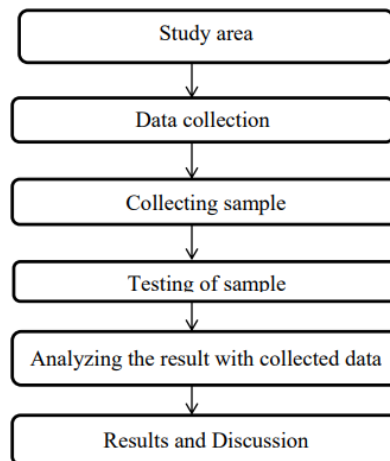 Study area
Data collection
Collecting sample
Testing of sample
Analyzing the result with collected data
Results and Discussion